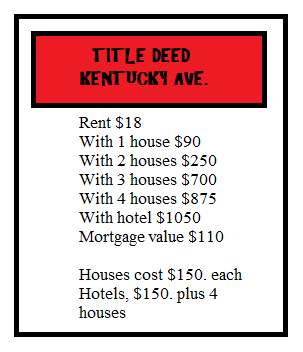 TITLE DEED
KENTUCKY AVE.
Rent $18
With 1 house $90
With 2 houses $250
With 3 houses $700
With 4 houses $875
With hotel $1050
Mortgage value $110
Houses cost $150. each
Hotels, $150. plus 4
houses